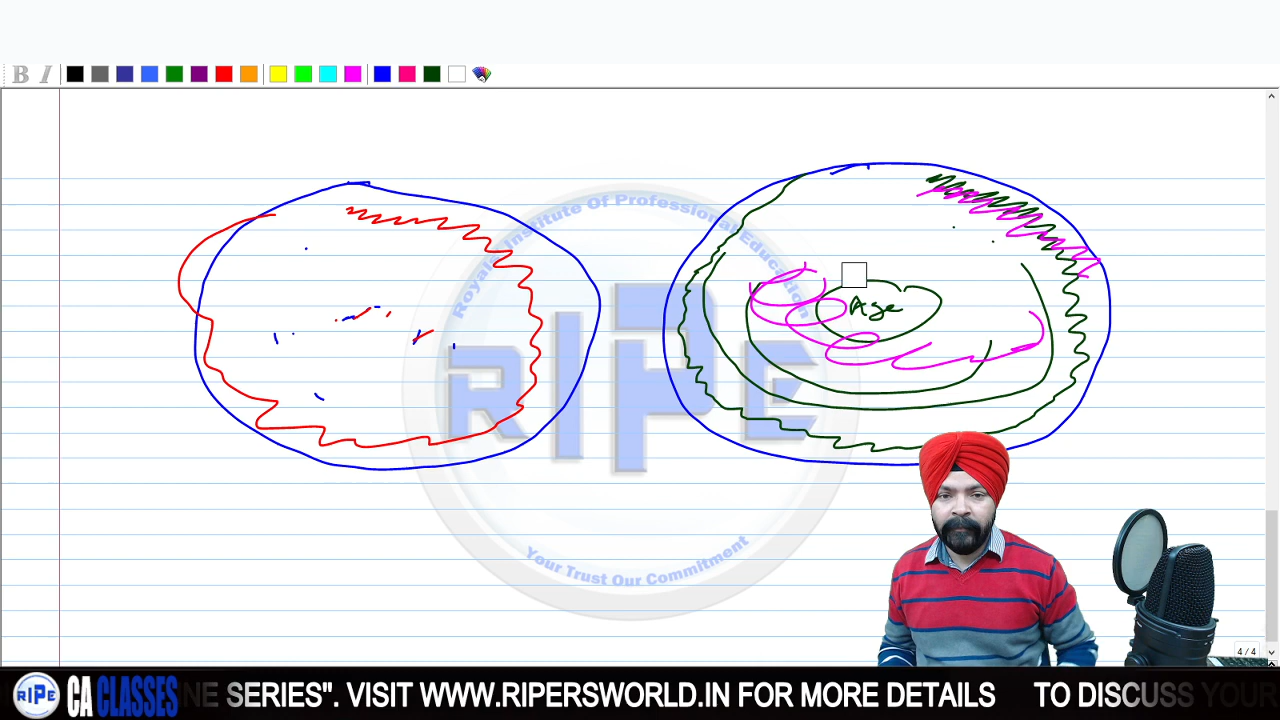 B I
Royale Institute Of Professional Education
Age
RIPE
Your Trust Our Commitment
4 / 4
RIPE CA CLASSES NE SERIES". VISIT WWW.RIPERSWORLD.IN FOR MORE DETAILS TO DISCUSS YOUR